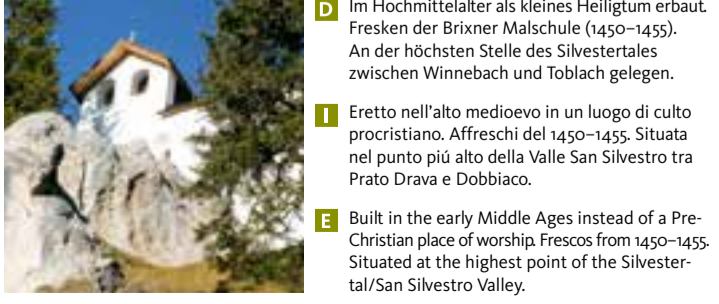 D Im Hochmittelalter als kleines Heiligtum erbaut.
Fresken der Brixner Malschule (1450–1455).
An der höchsten Stelle des Silvestertales
zwischen Winnebach und Toblach gelegen.
I Eretto nell'alto medioevo in un luogo di culto
procristiano. Affreschi del 1450–1455. Situata
nel punto piú alto della Valle San Silvestro tra
Prato Drava e Dobbiaco.
E Built in the early Middle Ages instead of a Pre-
Christian place of worship. Frescos from 1450–1455.
Situated at the highest point of the Silvester-
tal/San Silvestro Valley.